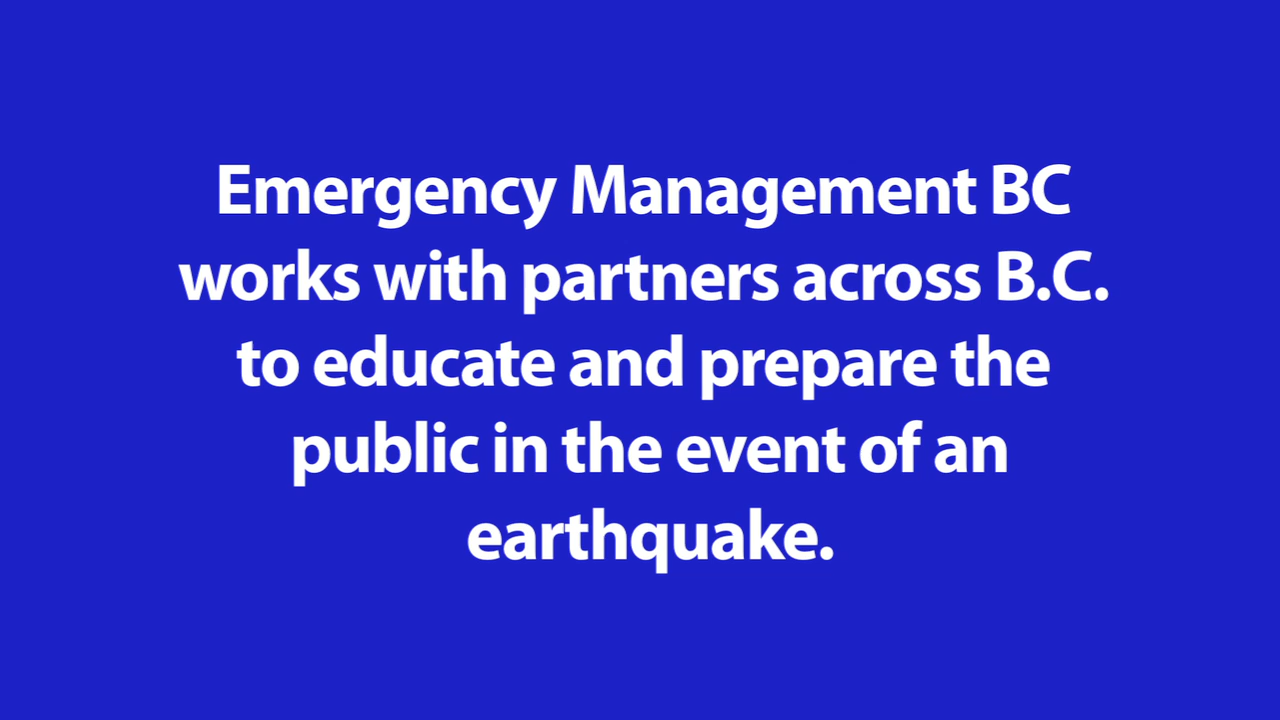 Emergency Management BC
works with partners across B.C.
to educate and prepare the
public in the event of an
earthquake.